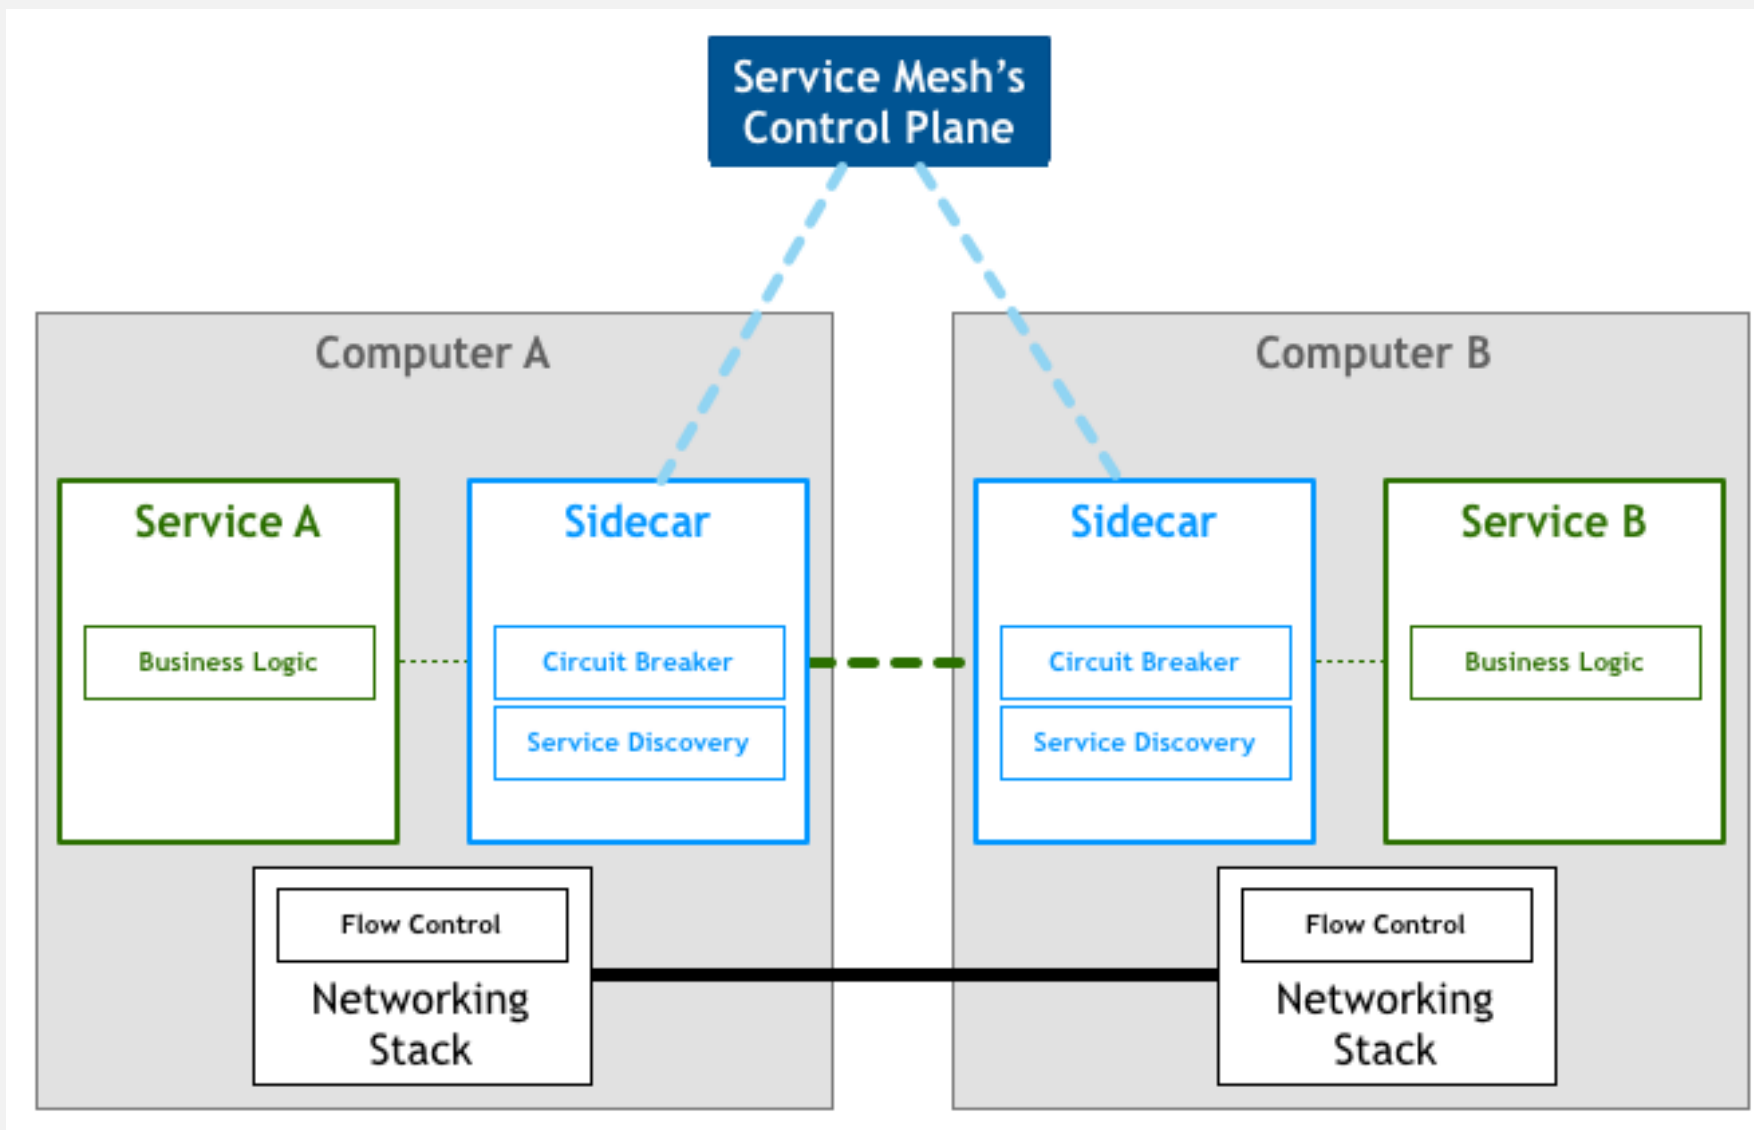 Service Mesh’s
Control Plane
Computer A
Service A
Business Logic
Sidecar
Circuit Breaker
Service Discovery
Flow Control
Networking
Stack
Computer B
Sidecar
Circuit Breaker
Service Discovery
Service B
Business Logic
Flow Control
Networking
Stack